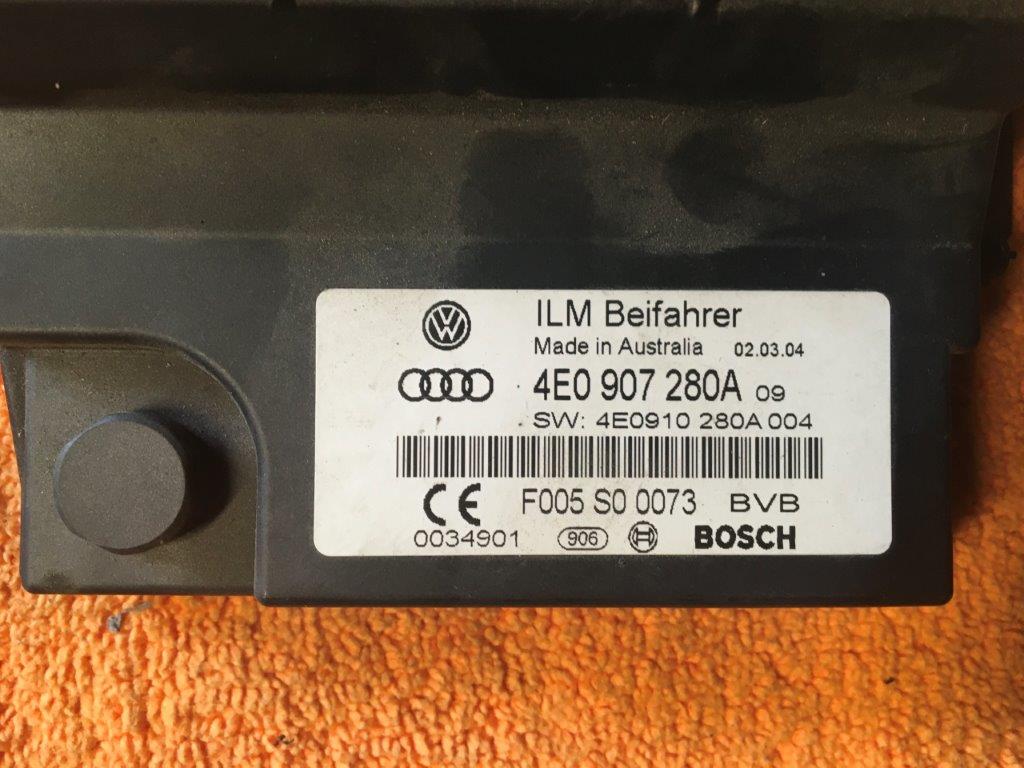 ILM Beifahrer
Made in Australia 02.03.04
4E0 907 280A 09
SW: 4E0910 280A 004
CE F005 S0 0073 BVB
0034901 906 BOSCH